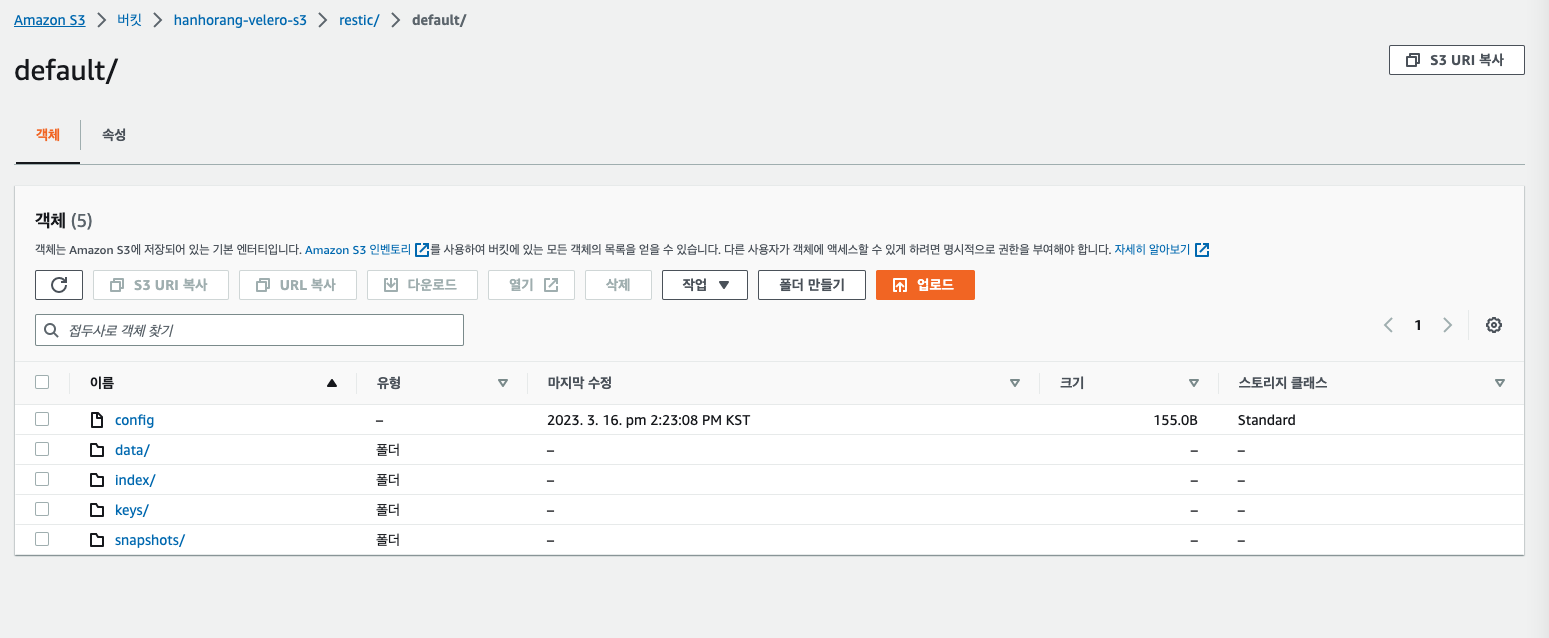 Amazon S3 > 버킷 > hanhorang-velero-s3 > restic/ > default/
default/
S3 URI 복사
객체 속성
객체 (5)
객체는 Amazon S3에 저장되어 있는 기본 엔터티입니다. Amazon S3 인벤토리 를 사용하여 버킷에 있는 모든 객체의 목록을 얻을 수 있습니다. 다른 사용자가 객체에 액세스할 수 있게 하려면 명시적으로 권한을 부여해야 합니다. 자세히 알아보기
S3 URI 복사 URL 복사 다운로드 열기 삭제 작업 ▼ 폴더 만들기 업로드
접두사로 객체 찾기
< 1 >
이름 ▲ 유형 ▽ 마지막 수정 ▽ 크기 ▽ 스토리지 클래스 ▽
config – 2023. 3. 16. pm 2:23:08 PM KST 155.0B Standard
data/ 폴더 – – –
index/ 폴더 – – –
keys/ 폴더 – – –
snapshots/ 폴더 – – –